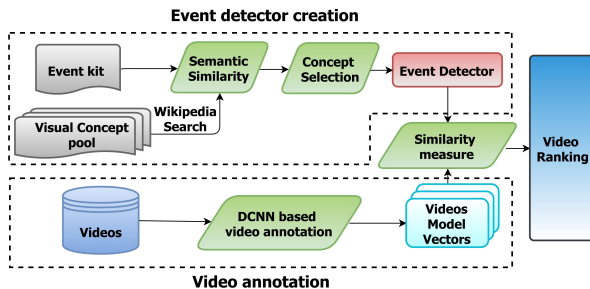 Event detector creation
Event kit
Semantic
Similarity
Concept
Selection
Event Detector
Visual Concept
pool
Wikipedia
Search
Similarity
measure
Video
Ranking
Videos
DCNN based
video annotation
Videos
Model
Vectors
Video annotation